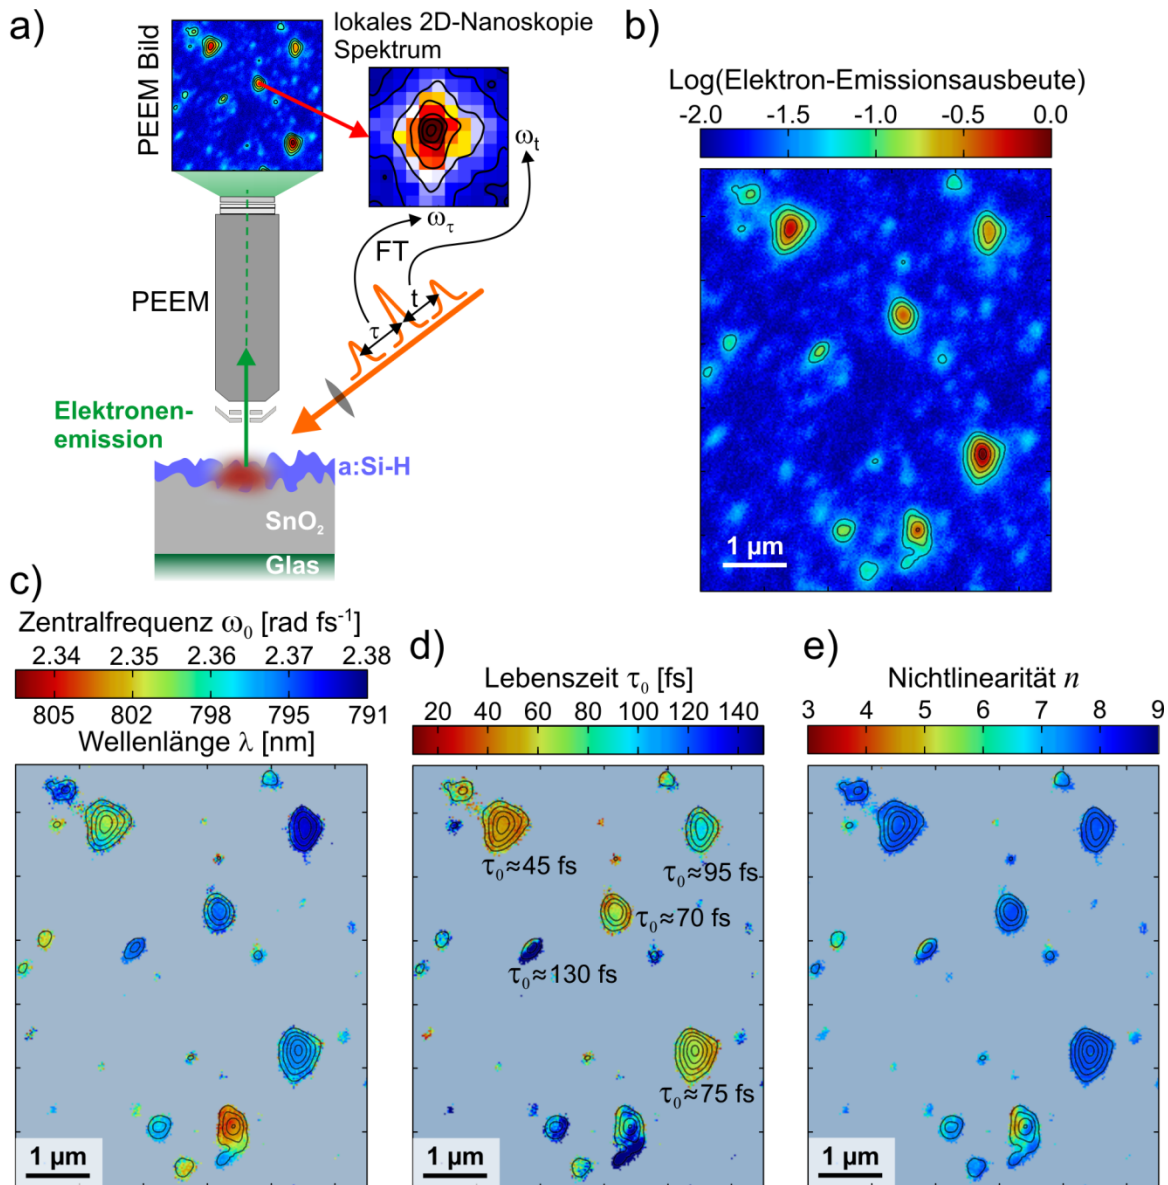 a)
PEEM Bild
lokales 2D-Nanoskopie
Spektrum
ωt
ωτ
FT
t
τ
PEEM
Elektronen-
emission
a:Si-H
SnO2
Glas
b)
Log(Elektron-Emissionsausbeute)
-2.0 -1.5 -1.0 -0.5 0.0
1 µm
c)
Zentralfrequenz ω0 [rad fs-1]
2.34 2.35 2.36 2.37 2.38
805 802 798 795 791
Wellenlänge λ [nm]
1 µm
d)
Lebenszeit τ0 [fs]
20 40 60 80 100 120 140
τ0≈45 fs
τ0≈95 fs
τ0≈70 fs
τ0≈130 fs
τ0≈75 fs
1 µm
e)
Nichtlinearität n
3 4 5 6 7 8 9
1 µm